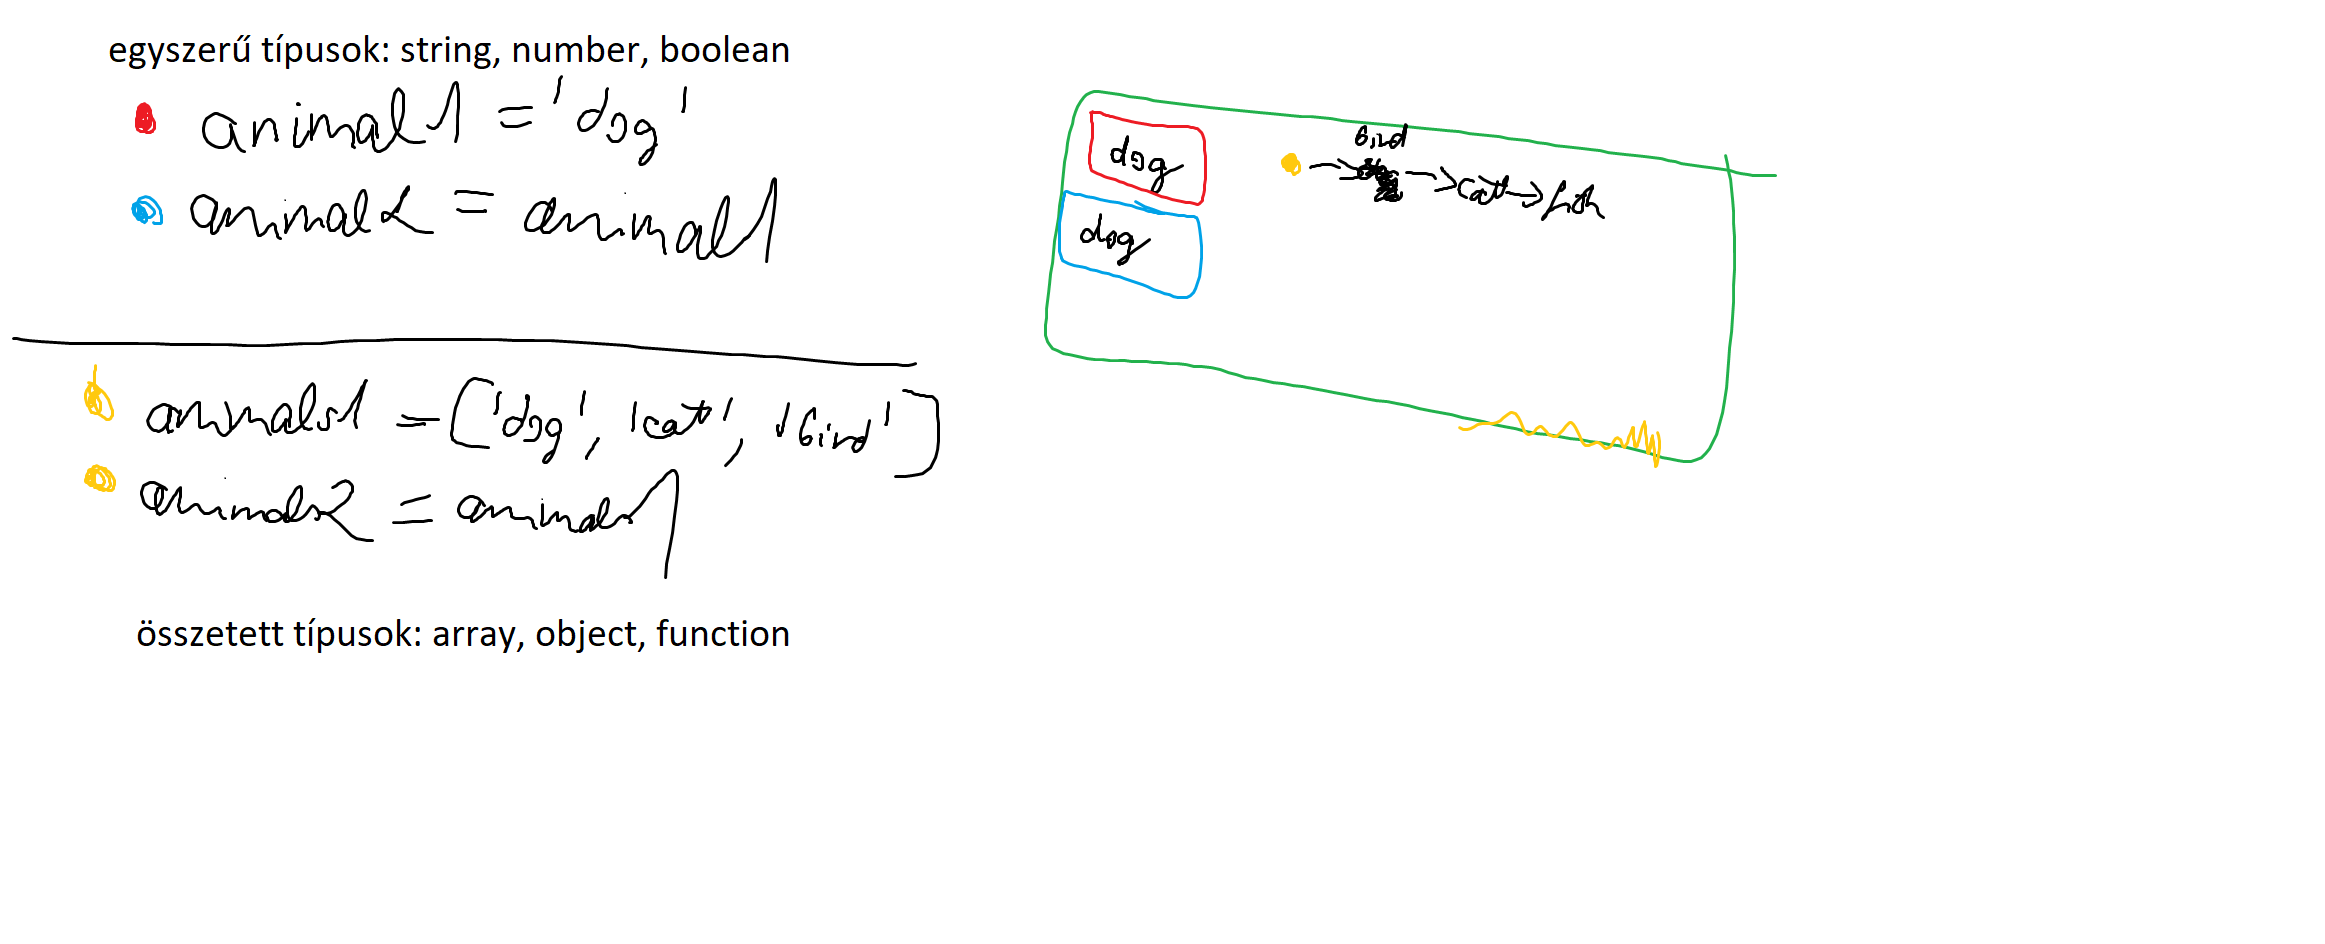 egyszerű típusok: string, number, boolean
animal1 = 'dog'
animal2 = animal1
animals1 = ['dog', 'cat', 'bird']
animals2 = animals1
összetett típusok: array, object, function
dog
dog
bird
cat fish